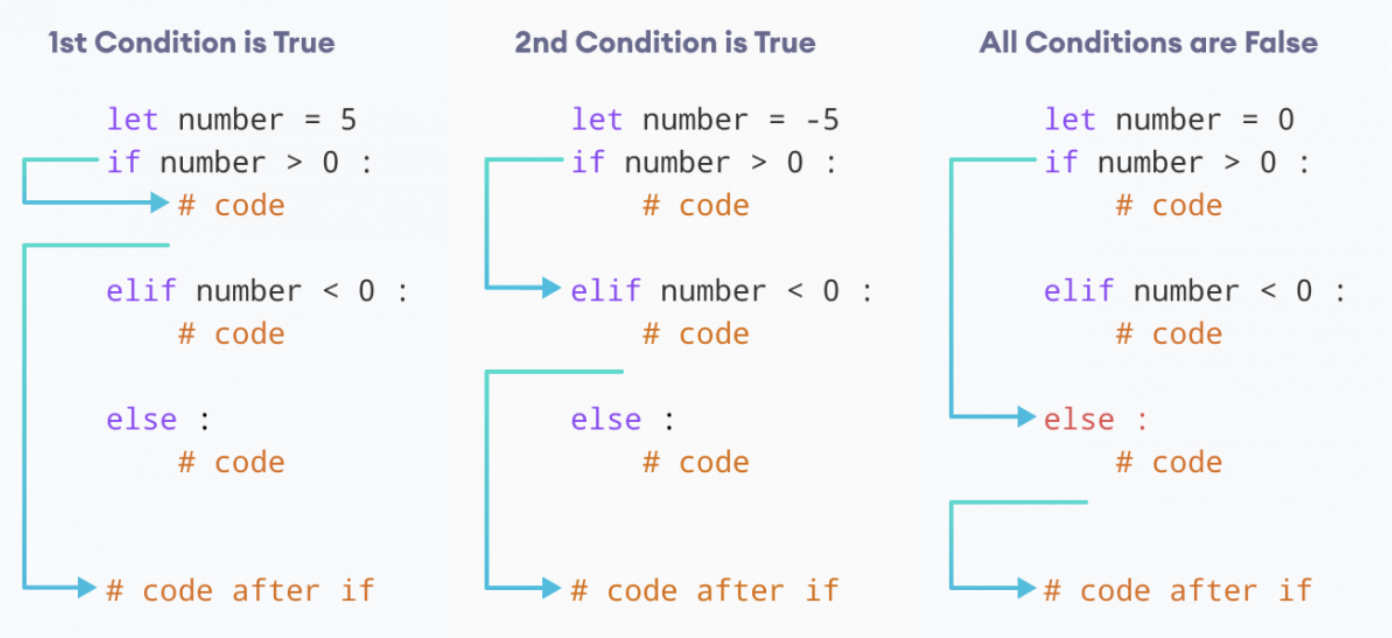 1st Condition is True
let number = 5
if number > 0 :
# code
elif number < 0 :
# code
else :
# code
# code after if
2nd Condition is True
let number = -5
if number > 0 :
# code
elif number < 0 :
# code
else :
# code
# code after if
All Conditions are False
let number = 0
if number > 0 :
# code
elif number < 0 :
# code
else :
# code
# code after if